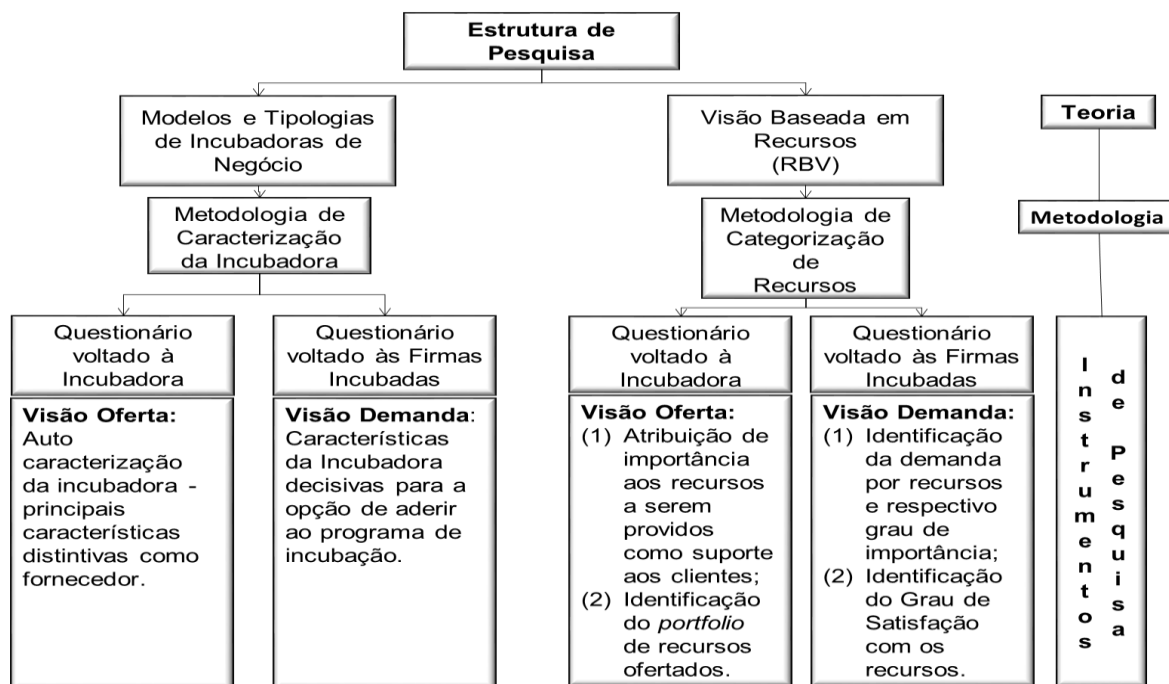 Estrutura de
Pesquisa
Modelos e Tipologias
de Incubadoras de
Negócio
Visão Baseada em
Recursos
(RBV)
Teoria
Metodologia de
Caracterização
da Incubadora
Metodologia de
Categorização
de
Recursos
Metodologia
Questionário
voltado à
Incubadora
Questionário
voltado às Firmas
Incubadas
Questionário
voltado à
Incubadora
Questionário
voltado às Firmas
Incubadas
Visão Oferta:
Auto
caracterização
da incubadora -
principais
características
distintivas como
fornecedor.
Visão Demanda:
Características
da Incubadora
decisivas para a
opção de aderir
ao programa de
incubação.
Visão Oferta:
(1) Atribuição de
importância
aos recursos
a serem
providos
como suporte
aos clientes;
(2) Identificação
do portfolio
de recursos
ofertados.
Visão Demanda:
(1) Identificação
da demanda
por recursos
e respectivo
grau de
importância;
(2) Identificação
do Grau de
Satisfação
com os
recursos.
Instrumentos
de Pesquisa